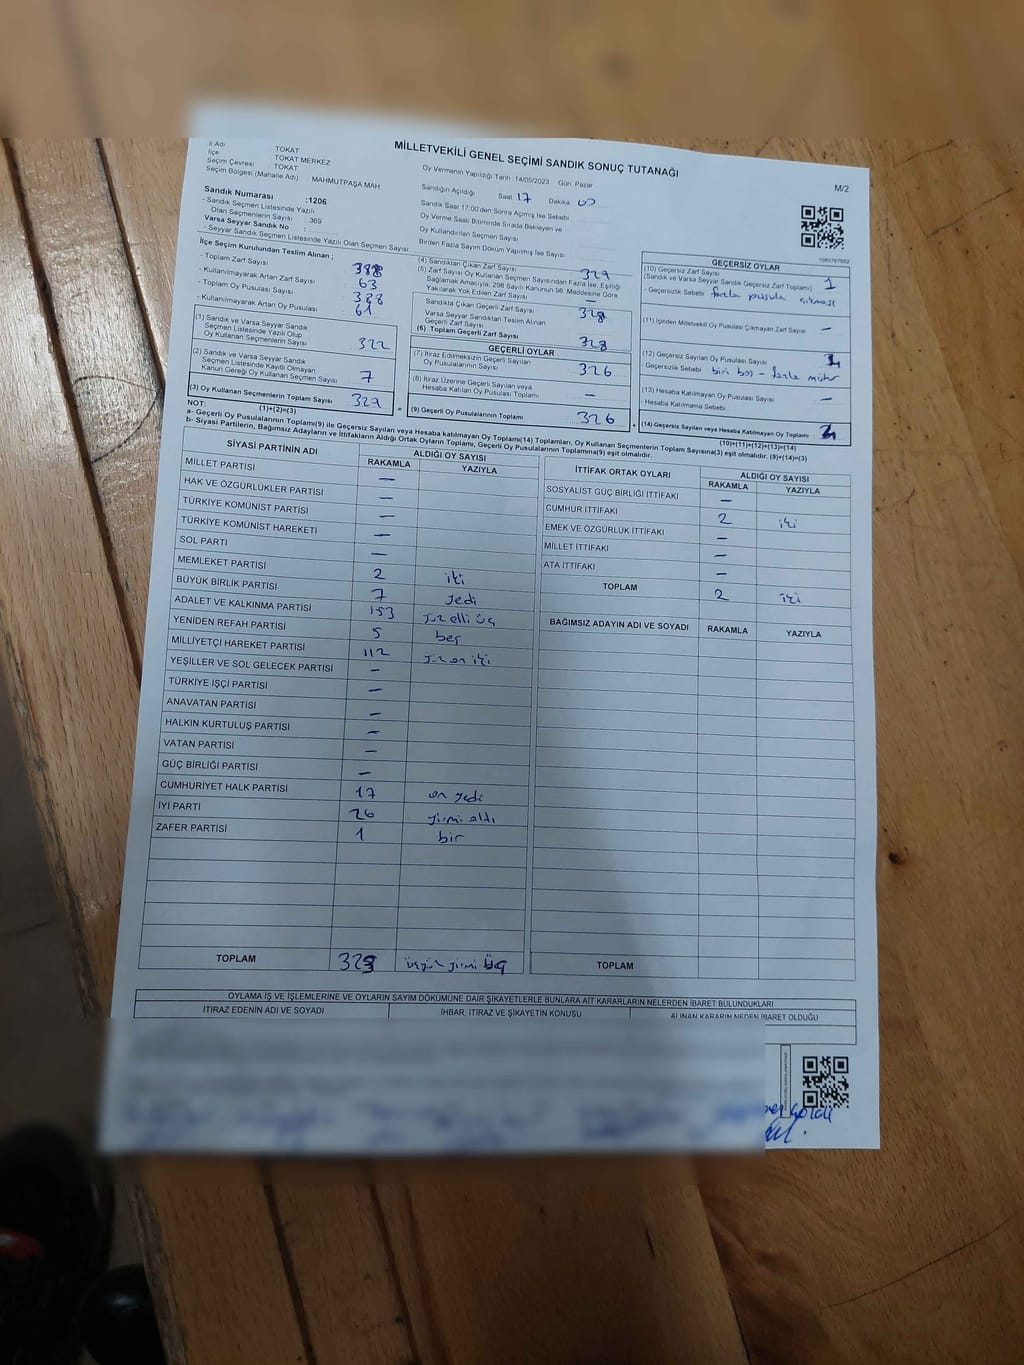 MİLLETVEKİLİ GENEL SEÇİMİ SANDIK SONUÇ TUTANAĞI
M/2
İl Adı TOKAT
İlçe TOKAT MERKEZ
Seçim Çevresi TOKAT
Seçim Bölgesi (Mahalle Adı) MAHMUTPAŞA MAH.
Oy Vermenin Yapıldığı Tarih : 14/05/2023 Gün: Pazar
Sandığın Açıldığı Saat 17 Dakika 00
Sandık Saat 17:00'den Sonra Açılmış İse Sebebi
Oy Verme Saati Bitiminde Sırada Bekleyen ve
Oy Kullandırılan Seçmen Sayısı
Birden Fazla Sayım Döküm Yapılmış İse Sayısı
Sandık Numarası :1206
- Sandık Seçmen Listesinde Yazılı
Olan Seçmenlerin Sayısı : 369
Varsa Seyyar Sandık No :
- Seyyar Sandık Seçmen Listesinde Yazılı Olan Seçmen Sayısı
İlçe Seçim Kurulundan Teslim Alınan ;
- Toplam Zarf Sayısı 388
- Kullanılmayarak Artan Zarf Sayısı 63
- Toplam Oy Pusulası Sayısı 388
- Kullanılmayarak Artan Oy Pusulası 61
(1) Sandık ve Varsa Seyyar Sandık
Seçmen Listesinde Yazılı Olup
Oy Kullanan Seçmenlerin Sayısı 322
(2) Sandık ve Varsa Seyyar Sandık
Seçmen Listesinde Kayıtlı Olmayan
Kanun Gereği Oy Kullanan Seçmen Sayısı 7
(3) Oy Kullanan Seçmenlerin Toplam Sayısı 329
(1)+(2)=(3)
(4) Sandıktan Çıkan Zarf Sayısı 329
(5) Zarf Sayısı Oy Kullanan Seçmen Sayısından Fazla İse, Eşitliği
Sağlamak Amacıyla, 298 Sayılı Kanunun 98. Maddesine Göre
Yakılarak Yok Edilen Zarf Sayısı —
Sandıkta Çıkan Geçerli Zarf Sayısı 328
Varsa Seyyar Sandıktan Teslim Alınan
Geçerli Zarf Sayısı
(6) Toplam Geçerli Zarf Sayısı 328
GEÇERLİ OYLAR
(7) İtiraz Edilmeksizin Geçerli Sayılan
Oy Pusulalarının Sayısı 326
(8) İtiraz Üzerine Geçerli Sayılan veya
Hesaba Katılan Oy Pusulası Toplamı —
(9) Geçerli Oy Pusulalarının Toplamı 326
GEÇERSİZ OYLAR
(10) Geçersiz Zarf Sayısı
(Sandık ve Varsa Seyyar Sandık Geçersiz Zarf Toplamı) 1
- Geçersizlik Sebebi fazla pusula çıkması
(11) İçinden Milletvekili Oy Pusulası Çıkmayan Zarf Sayısı —
(12) Geçersiz Sayılan Oy Pusulası Sayısı
- Geçersizlik Sebebi
(13) Hesaba Katılmayan Oy Pusulası Sayısı —
- Hesaba Katılmama Sebebi
(14) Geçersiz Sayılan veya Hesaba Katılmayan Oy Toplamı
(10)+(11)+(12)+(13)=(14)
NOT:
a- Geçerli Oy Pusulalarının Toplamı(9) ile Geçersiz Sayılan veya Hesaba katılmayan Oy Toplamı(14) Toplamları, Oy Kullanan Seçmenlerin Toplam Sayısına(3) eşit olmalıdır. (9)+(14)=(3)
b- Siyasi Partilerin, Bağımsız Adayların ve İttifakların Aldığı Ortak Oyların Toplamı, Geçerli Oy Pusulalarının Toplamına(9) eşit olmalıdır.
SİYASİ PARTİNİN ADI ALDIĞI OY SAYISI
RAKAMLA YAZIYLA
MİLLET PARTİSİ —
HAK VE ÖZGÜRLÜKLER PARTİSİ —
TÜRKİYE KOMÜNİST PARTİSİ —
TÜRKİYE KOMÜNİST HAREKETİ —
SOL PARTİ —
MEMLEKET PARTİSİ 2 iki
BÜYÜK BİRLİK PARTİSİ 7 yedi
ADALET VE KALKINMA PARTİSİ 153 yüz elli üç
YENİDEN REFAH PARTİSİ 5 beş
MİLLİYETÇİ HAREKET PARTİSİ 112 yüz on iki
YEŞİLLER VE SOL GELECEK PARTİSİ —
TÜRKİYE İŞÇİ PARTİSİ —
ANAVATAN PARTİSİ —
HALKIN KURTULUŞ PARTİSİ —
VATAN PARTİSİ —
GÜÇ BİRLİĞİ PARTİSİ —
CUMHURİYET HALK PARTİSİ 17 on yedi
İYİ PARTİ 26 yirmi altı
ZAFER PARTİSİ 1 bir
TOPLAM 323 üçyüz yirmi üç
İTTİFAK ORTAK OYLARI ALDIĞI OY SAYISI
RAKAMLA YAZIYLA
SOSYALİST GÜÇ BİRLİĞİ İTTİFAKI —
CUMHUR İTTİFAKI 2 iki
EMEK VE ÖZGÜRLÜK İTTİFAKI —
MİLLET İTTİFAKI —
ATA İTTİFAKI —
TOPLAM 2 iki
BAĞIMSIZ ADAYIN ADI VE SOYADI RAKAMLA YAZIYLA
TOPLAM
OYLAMA İŞ VE İŞLEMLERİNE VE OYLARIN SAYIM DÖKÜMÜNE DAİR ŞİKAYETLERLE BUNLARA AİT KARARLARIN NELERDEN İBARET BULUNDUKLARI
İTİRAZ EDENİN ADI VE SOYADI İHBAR, İTİRAZ VE ŞİKAYETİN KONUSU ALINAN KARARIN NEDEN İBARET OLDUĞU